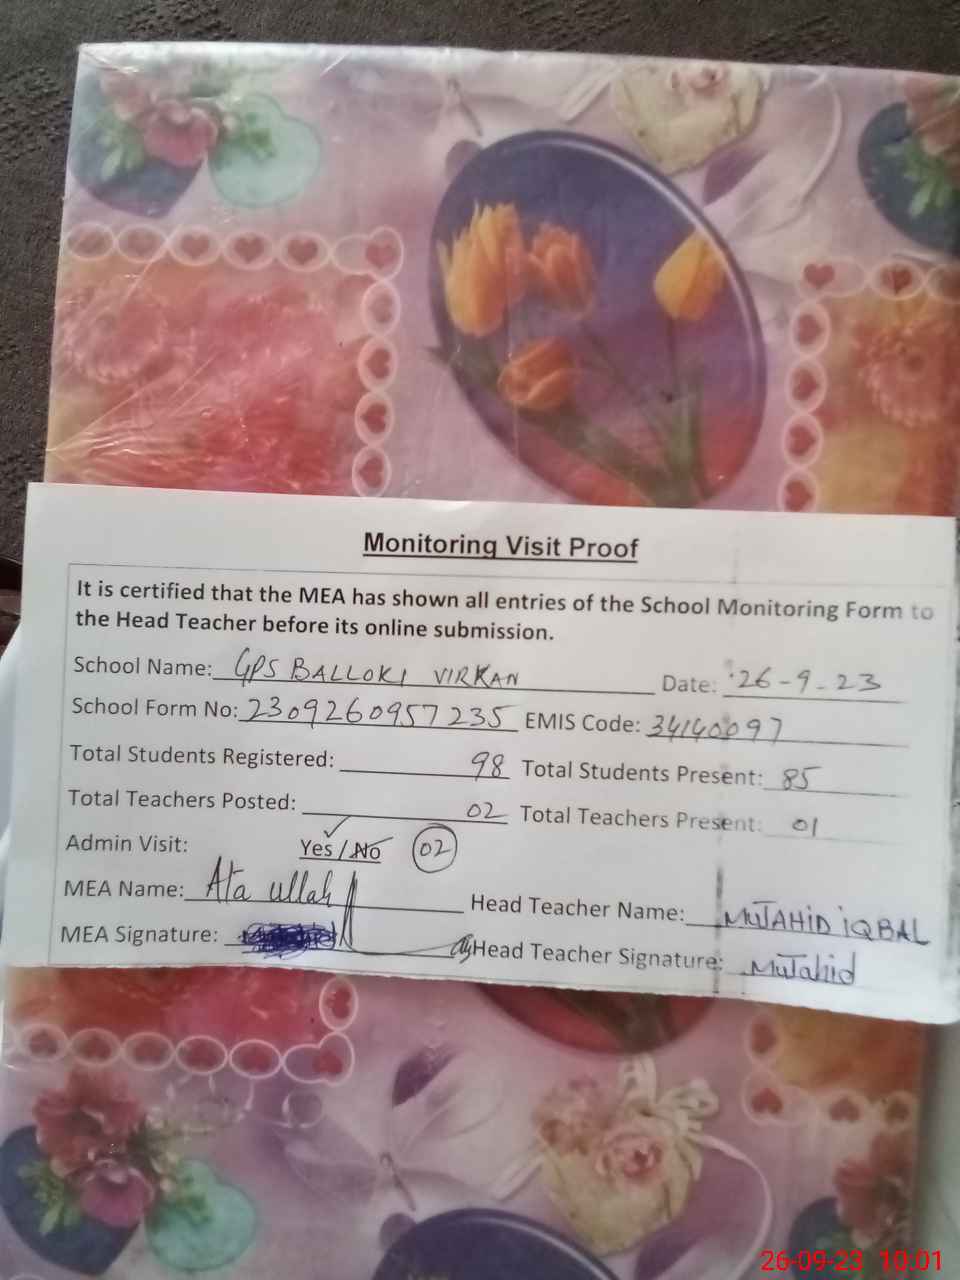 Monitoring Visit Proof
It is certified that the MEA has shown all entries of the School Monitoring Form to
the Head Teacher before its online submission.
School Name: GPS BALLOKI VIRKAN Date: 26-9-23
School Form No: 2309260957235 EMIS Code: 34140097
Total Students Registered: 98 Total Students Present: 85
Total Teachers Posted: 02 Total Teachers Present: 01
Admin Visit: Yes / No 02
MEA Name: Ata ullah Head Teacher Name: MUJAHID IQBAL
MEA Signature: Head Teacher Signature: Mujahid
26-09-23 10:01